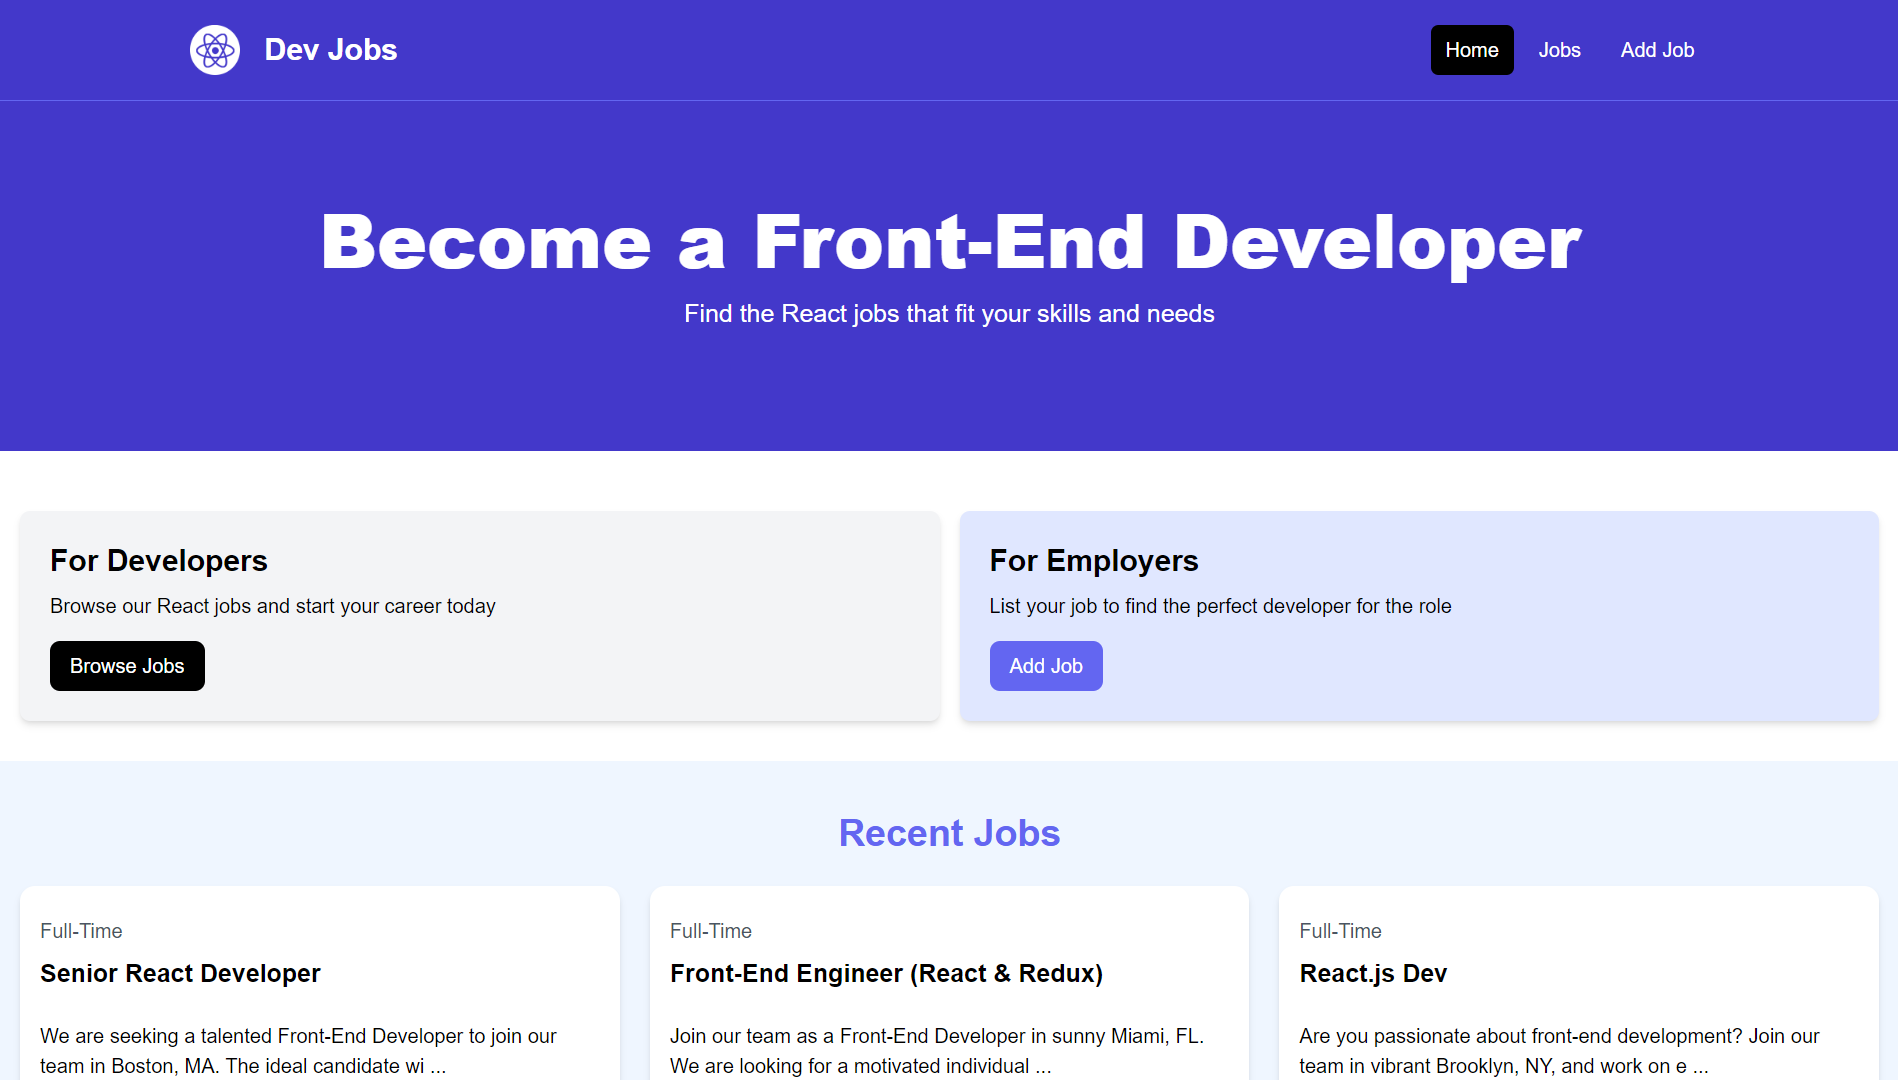 Dev Jobs
Home
Jobs
Add Job
Become a Front-End Developer
Find the React jobs that fit your skills and needs
For Developers
Browse our React jobs and start your career today
Browse Jobs
For Employers
List your job to find the perfect developer for the role
Add Job
Recent Jobs
Full-Time
Senior React Developer
We are seeking a talented Front-End Developer to join our
team in Boston, MA. The ideal candidate wi ...
Full-Time
Front-End Engineer (React & Redux)
Join our team as a Front-End Developer in sunny Miami, FL.
We are looking for a motivated individual ...
Full-Time
React.js Dev
Are you passionate about front-end development? Join our
team in vibrant Brooklyn, NY, and work on e ...